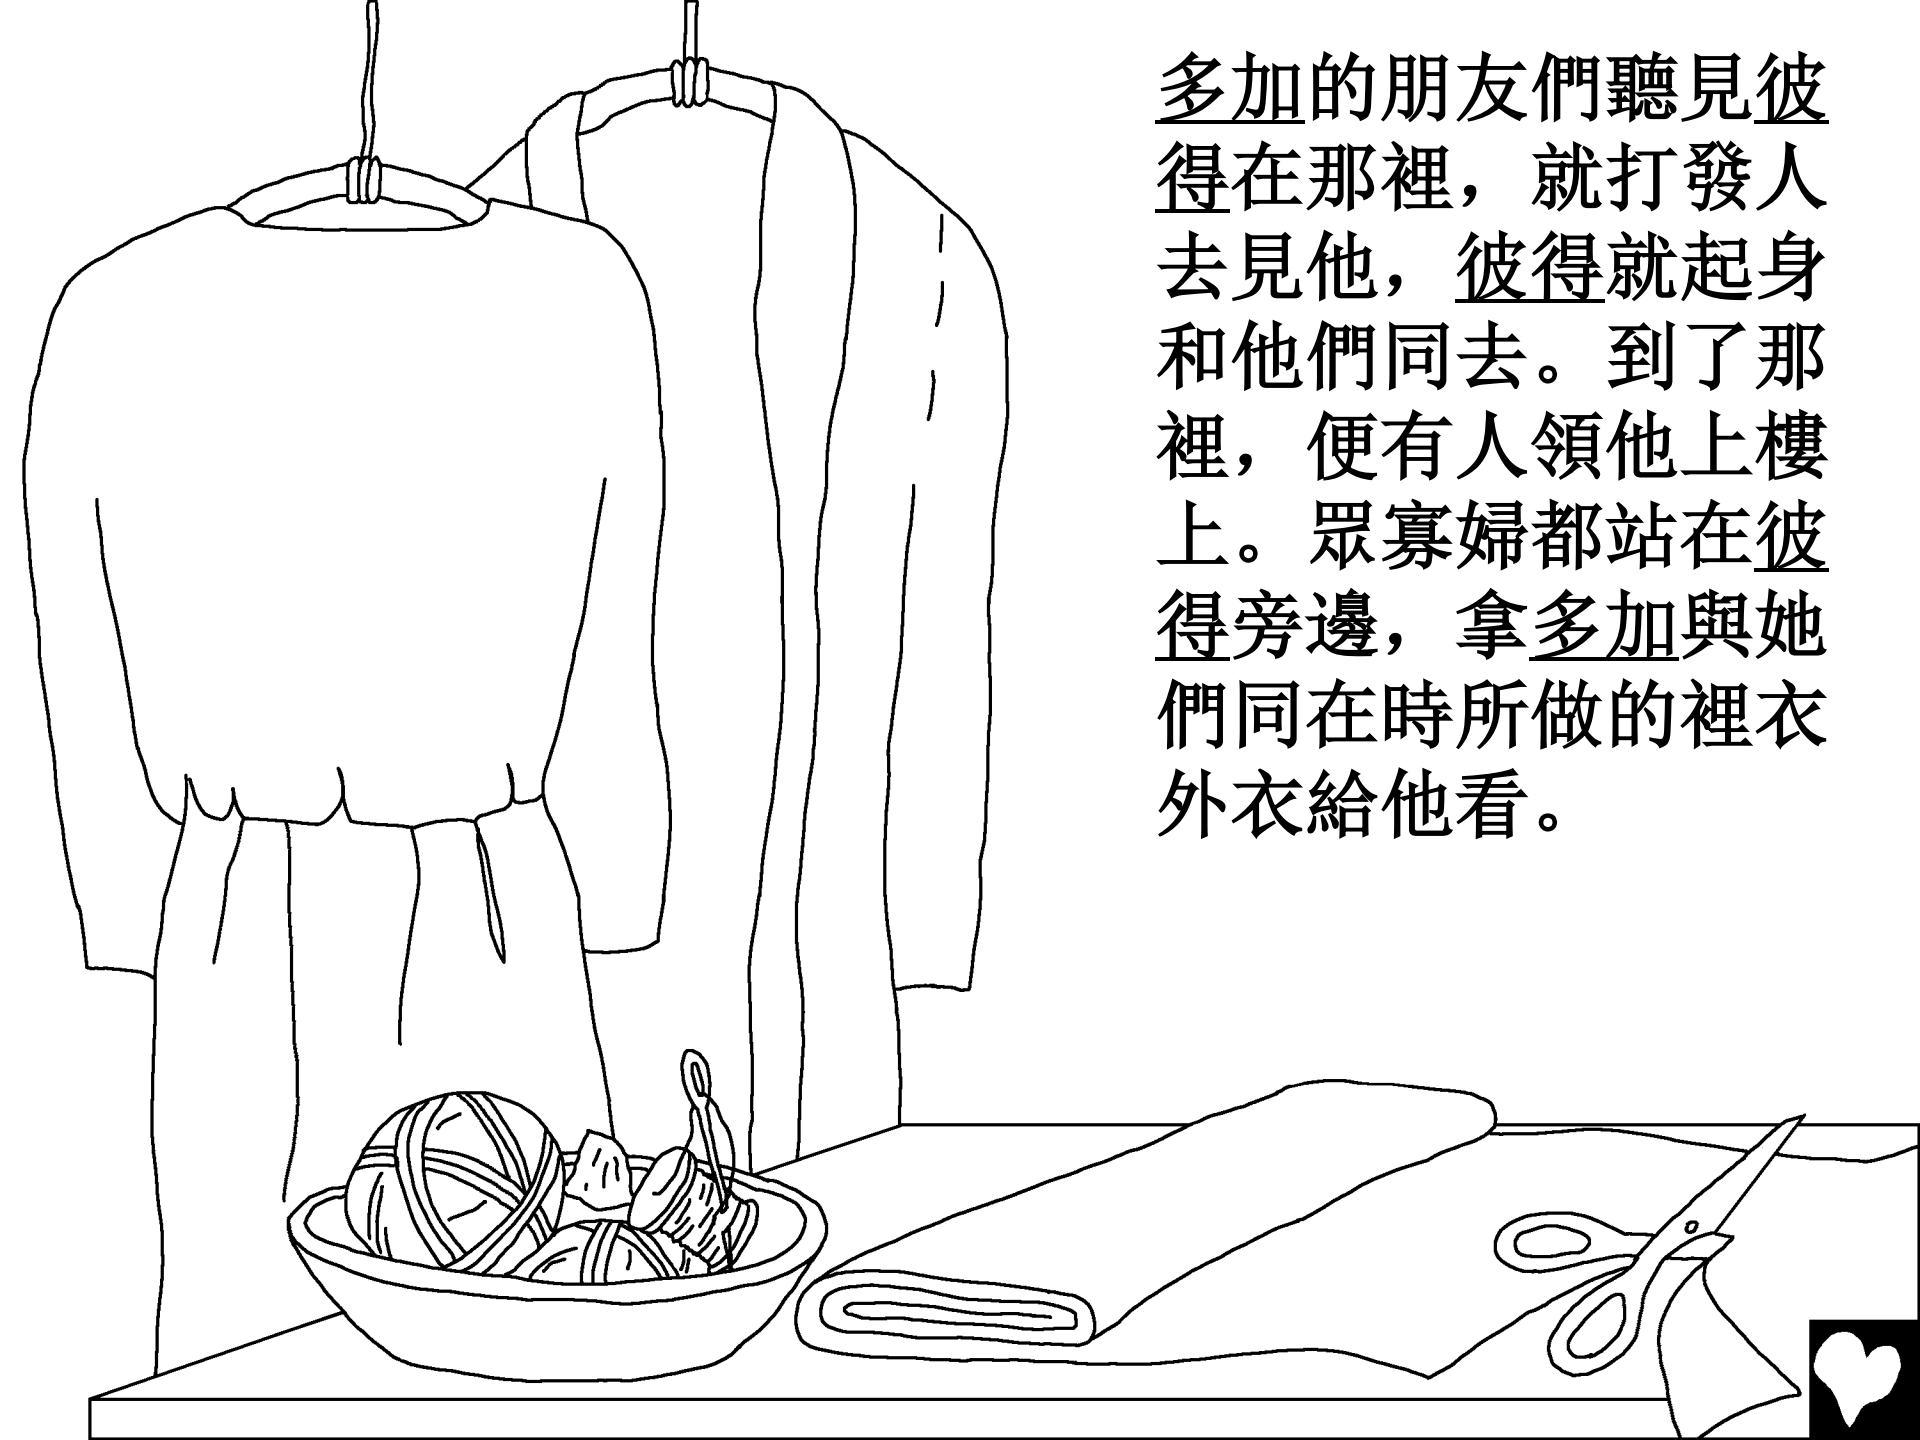 多加的朋友們聽見彼
得在那裡，就打發人
去見他，彼得就起身
和他們同去。到了那
裡，便有人領他上樓
上。眾寡婦都站在彼
得旁邊，拿多加與她
們同在時所做的裡衣
外衣給他看。